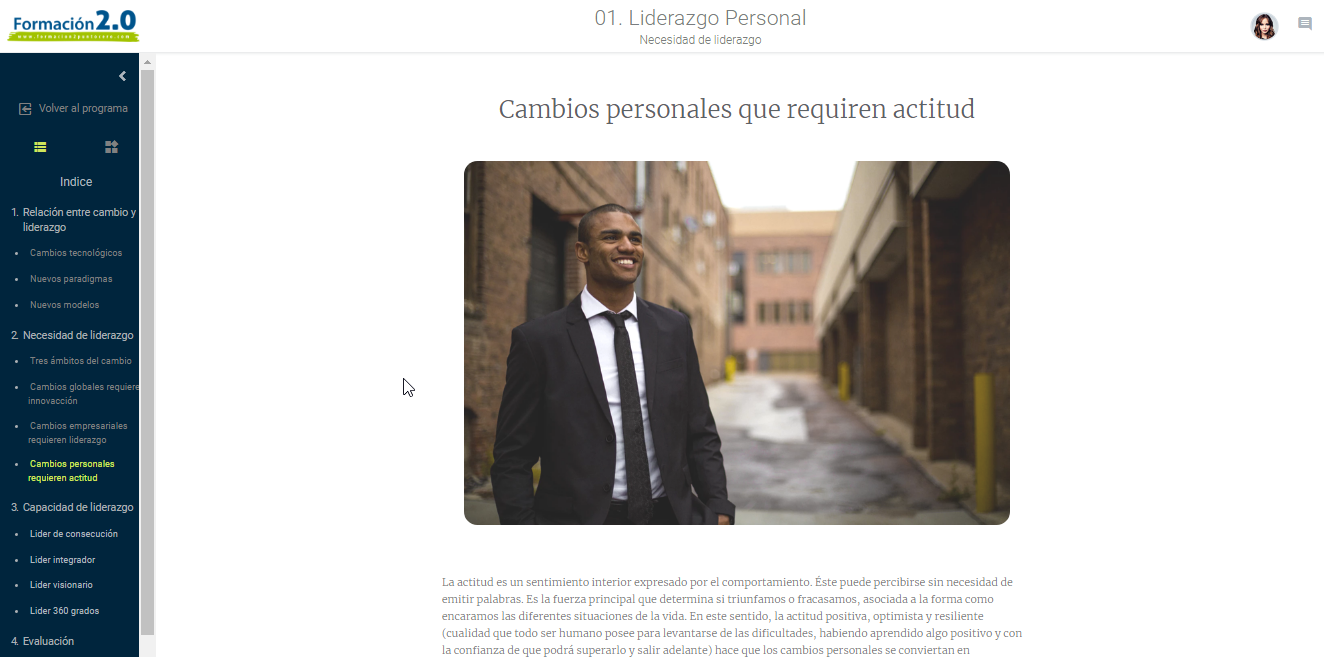 Formación2.0
www.formacion2puntocero.com
01. Liderazgo Personal
Necesidad de liderazgo
Volver al programa
Indice
1. Relación entre cambio y
liderazgo
• Cambios tecnológicos
• Nuevos paradigmas
• Nuevos modelos
2. Necesidad de liderazgo
• Tres ámbitos del cambio
• Cambios globales requiere
innovacción
• Cambios empresariales
requieren liderazgo
• Cambios personales
requieren actitud
3. Capacidad de liderazgo
• Lider de consecución
• Lider integrador
• Lider visionario
• Lider 360 grados
4. Evaluación
Cambios personales que requiren actitud
La actitud es un sentimiento interior expresado por el comportamiento. Éste puede percibirse sin necesidad de
emitir palabras. Es la fuerza principal que determina si triunfamos o fracasamos, asociada a la forma como
encaramos las diferentes situaciones de la vida. En este sentido, la actitud positiva, optimista y resiliente
(cualidad que todo ser humano posee para levantarse de las dificultades, habiendo aprendido algo positivo y con
la confianza de que podrá superarlo y salir adelante) hace que los cambios personales se conviertan en